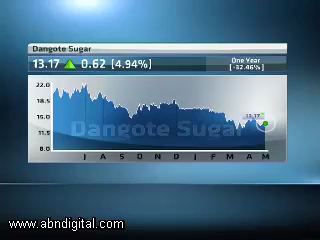 Dangote Sugar
13.17 0.62 [4.94%]
One Year
[-32.46%]
22.0
18.5
15.0
11.5
8.0
Dangote Sugar
13.17
J A S O N D J F M A M
www.abndigital.com